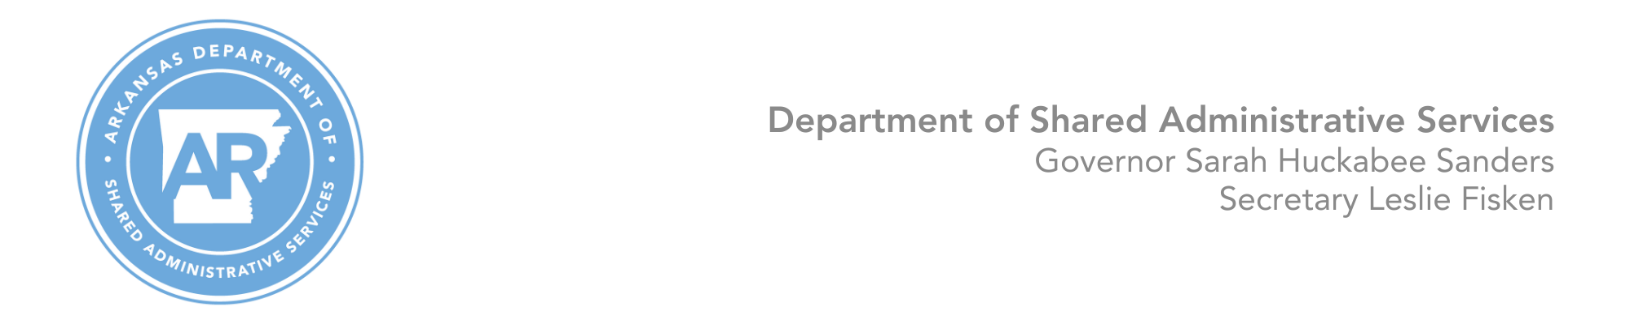 ARKANSAS DEPARTMENT OF
SHARED ADMINISTRATIVE SERVICES
AR
Department of Shared Administrative Services
Governor Sarah Huckabee Sanders
Secretary Leslie Fisken